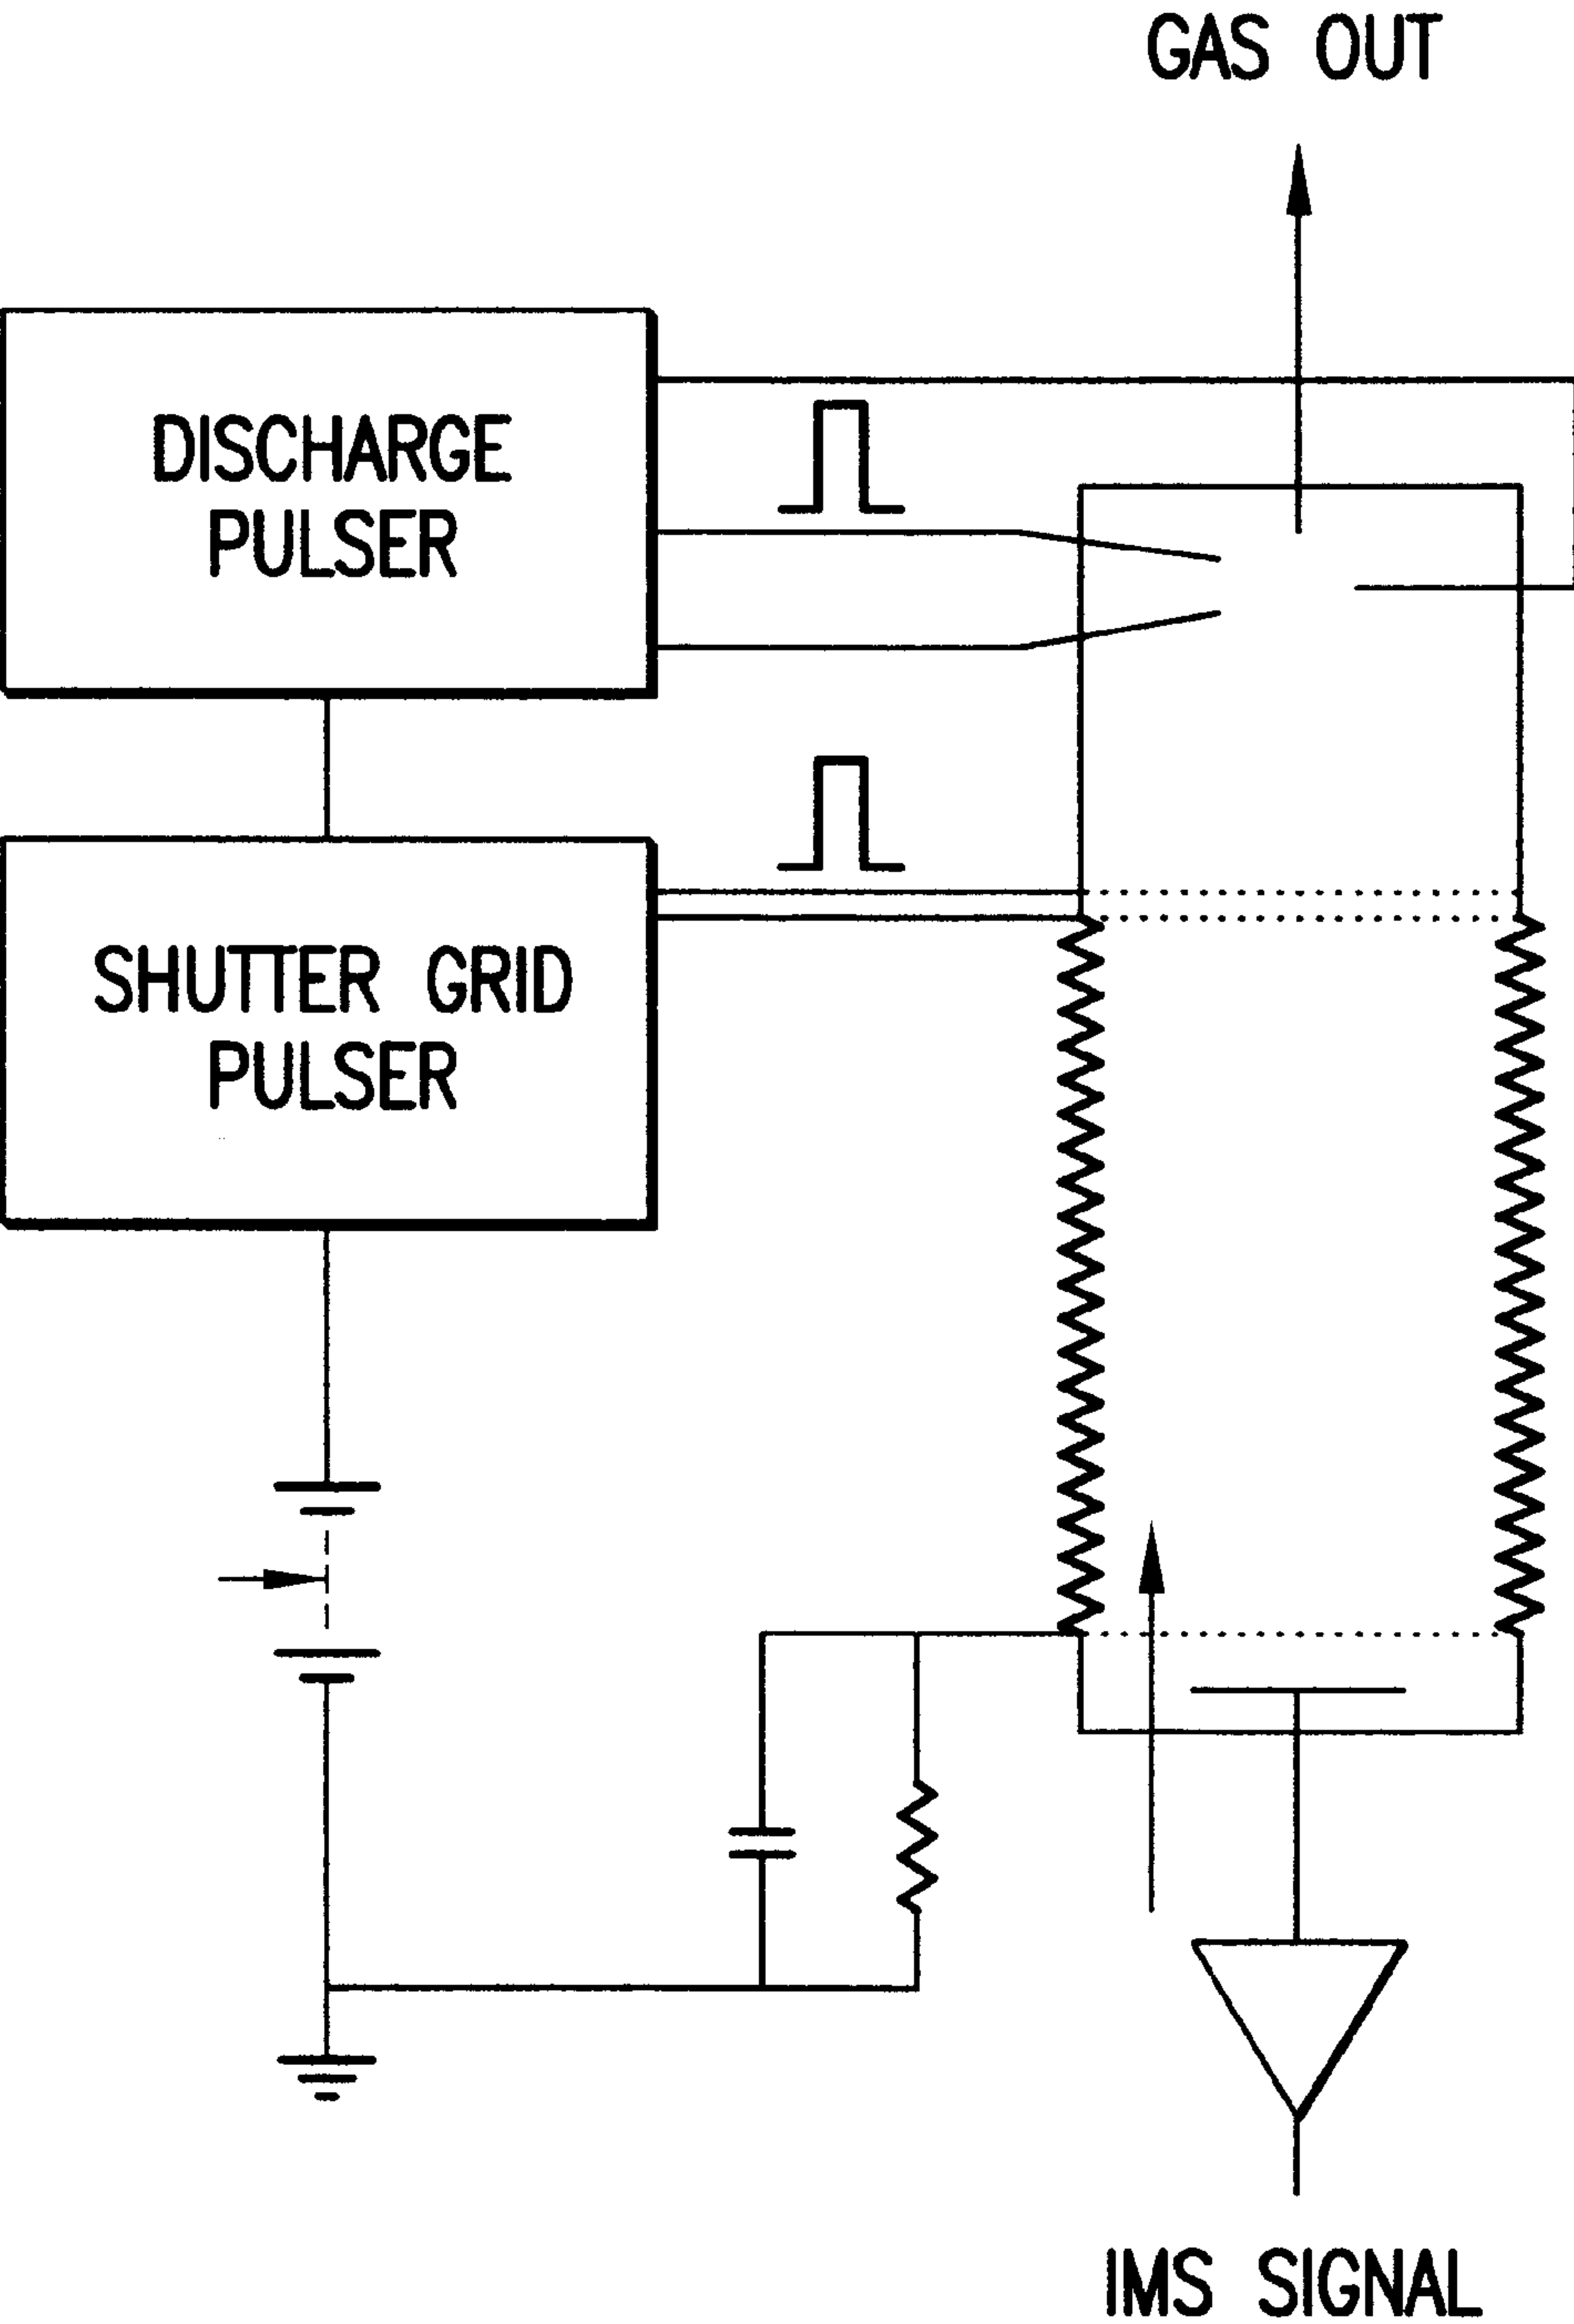 GAS OUT
DISCHARGE
PULSER
SHUTTER GRID
PULSER
IMS SIGNAL